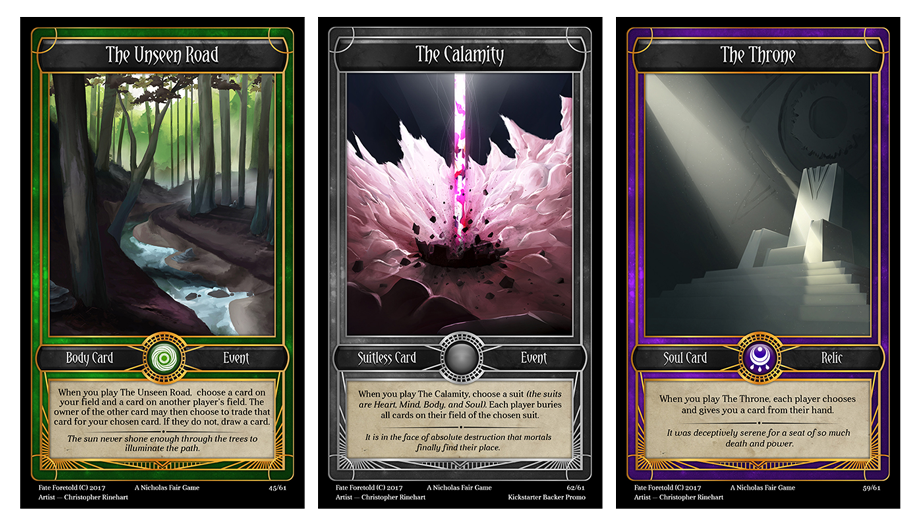 The Unseen Road
Body Card
Event
When you play The Unseen Road, choose a card on
your field and a card on another player's field. The
owner of the other card may then choose to trade that
card for your chosen card. If they do not, draw a card.
The sun never shone enough through the trees to
illuminate the path.
Fate Foretold (C) 2017
A Nicholas Fair Game
45/61
Artist — Christopher Rinehart
The Calamity
Suitless Card
Event
When you play The Calamity, choose a suit (the suits
are Heart, Mind, Body, and Soul). Each player buries
all cards on their field of the chosen suit.
It is in the face of absolute destruction that mortals
finally find their place.
Fate Foretold (C) 2017
A Nicholas Fair Game
62/61
Artist — Christopher Rinehart
Kickstarter Backer Promo
The Throne
Soul Card
Relic
When you play The Throne, each player chooses
and gives you a card from their hand.
It was deceptively serene for a seat of so much
death and power.
Fate Foretold (C) 2017
A Nicholas Fair Game
59/61
Artist — Christopher Rinehart